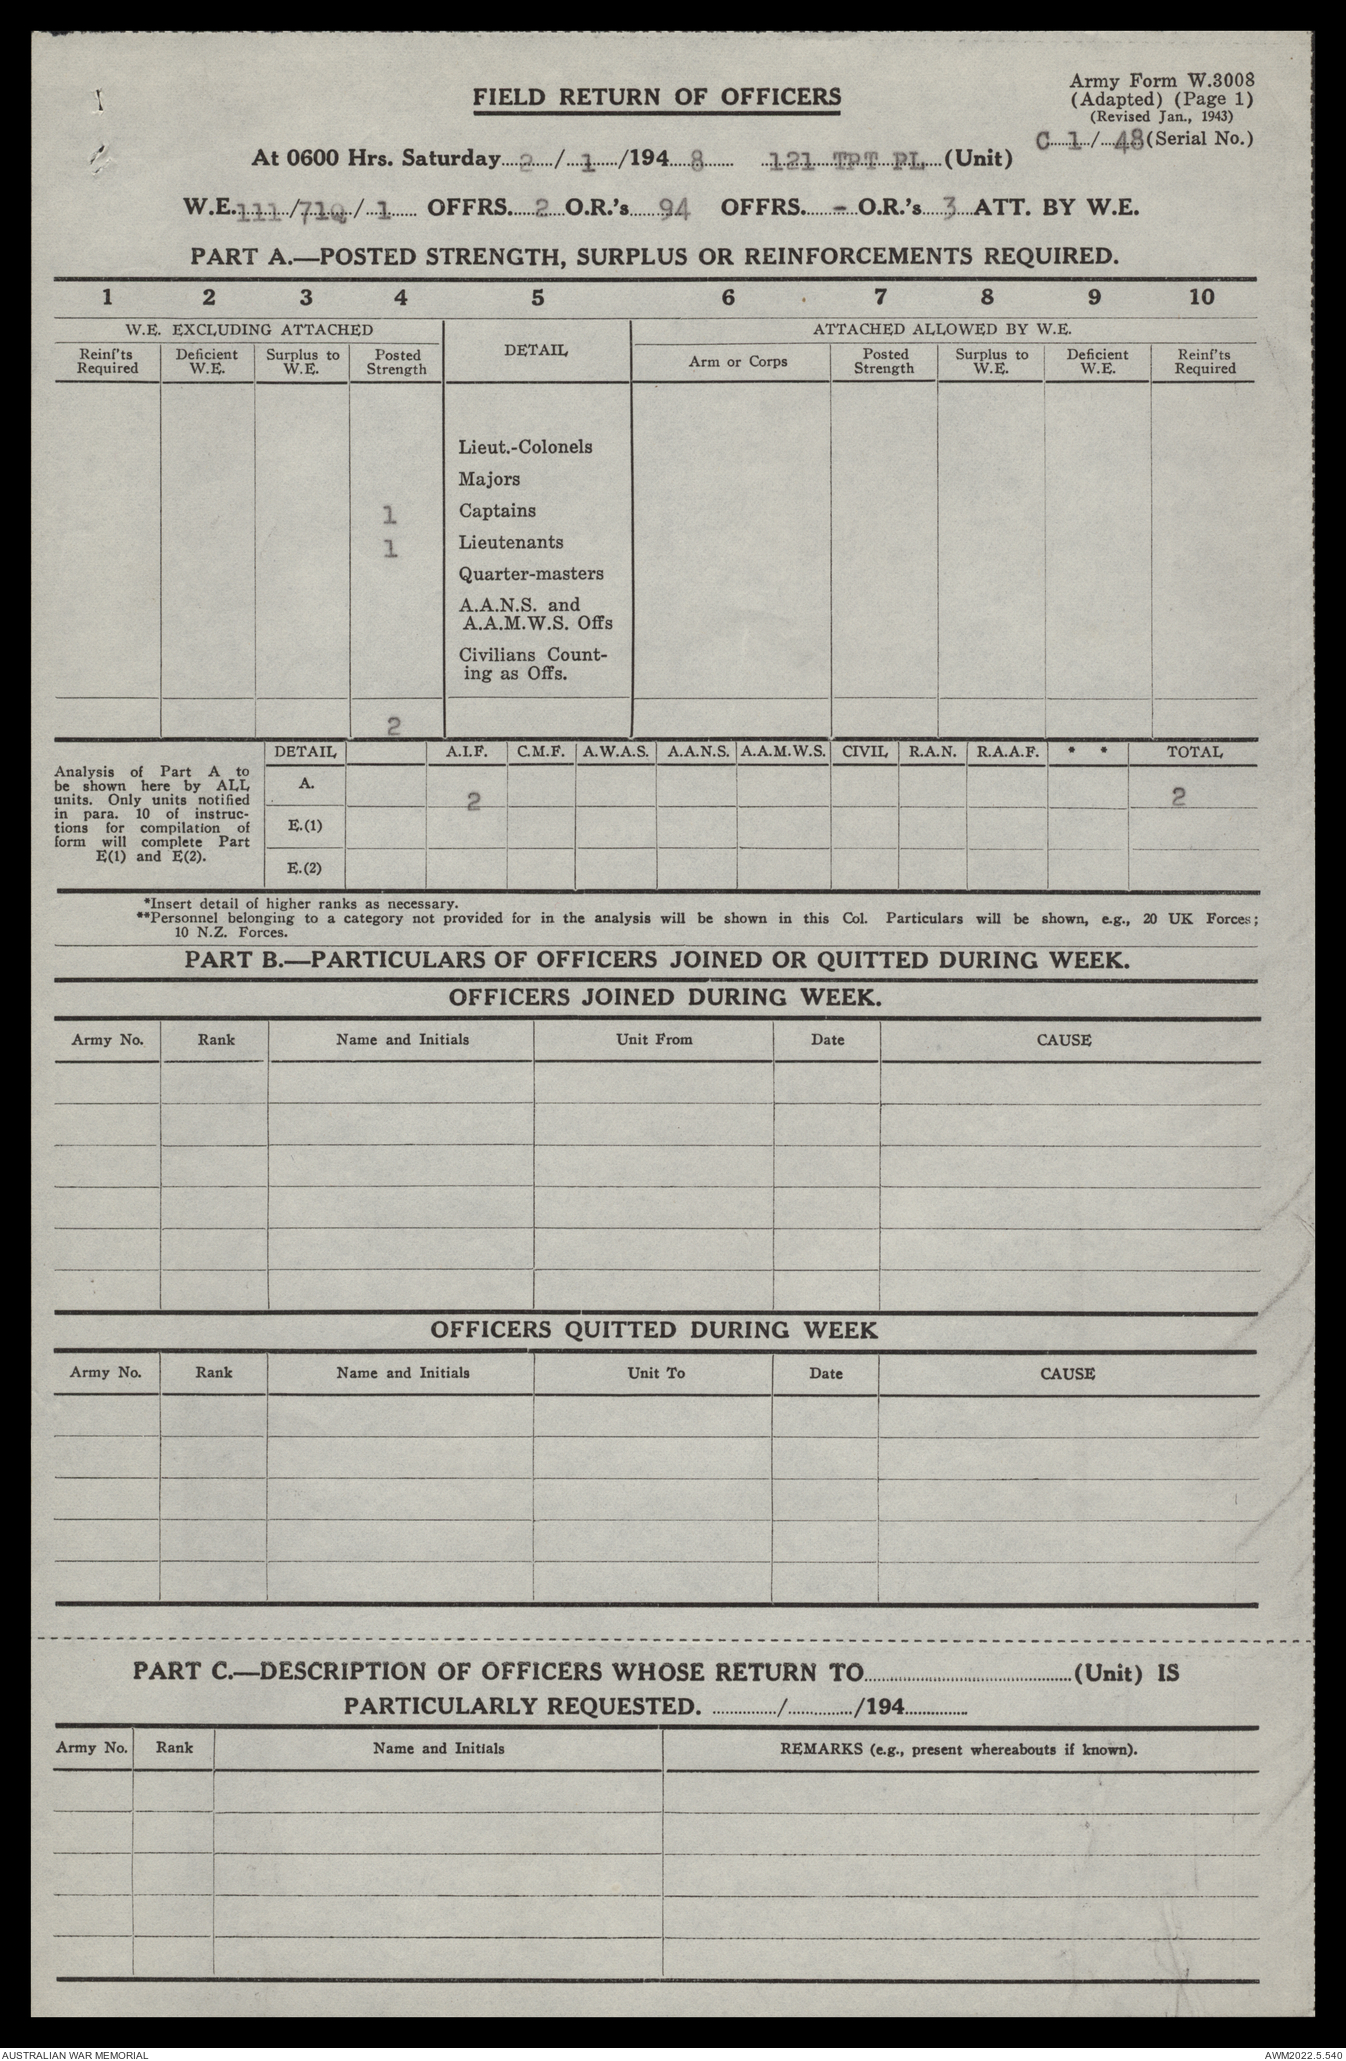 FIELD RETURN OF OFFICERS
Army Form W.3008
(Adapted) (Page 1)
(Revised Jan., 1943)
C 1/ 48 (Serial No.)
At 0600 Hrs. Saturday 2 / 1 /194 8 121 TPT PL (Unit)
W.E. 111 /71Q/ 1 OFFRS. 2 O.R.'s 94 OFFRS. - O.R.'s 3 ATT. BY W.E.
PART A.—POSTED STRENGTH, SURPLUS OR REINFORCEMENTS REQUIRED.
1 2 3 4 5 6 7 8 9 10
W.E. EXCLUDING ATTACHED DETAIL ATTACHED ALLOWED BY W.E.
Reinf'ts Required Deficient W.E. Surplus to W.E. Posted Strength Arm or Corps Posted Strength Surplus to W.E. Deficient W.E. Reinf'ts Required
Lieut.-Colonels
Majors
1 Captains
1 Lieutenants
Quarter-masters
A.A.N.S. and
A.A.M.W.S. Offs
Civilians Count-
ing as Offs.
2
DETAIL A.I.F. C.M.F. A.W.A.S. A.A.N.S. A.A.M.W.S. CIVIL R.A.N. R.A.A.F. * * TOTAL
Analysis of Part A to
be shown here by ALL
units. Only units notified
in para. 10 of instruc-
tions for compilation of
form will complete Part
E(1) and E(2).
A. 2 2
E.(1)
E.(2)
*Insert detail of higher ranks as necessary.
**Personnel belonging to a category not provided for in the analysis will be shown in this Col. Particulars will be shown, e.g., 20 UK Forces;
10 N.Z. Forces.
PART B.—PARTICULARS OF OFFICERS JOINED OR QUITTED DURING WEEK.
OFFICERS JOINED DURING WEEK.
Army No. Rank Name and Initials Unit From Date CAUSE
OFFICERS QUITTED DURING WEEK
Army No. Rank Name and Initials Unit To Date CAUSE
PART C.—DESCRIPTION OF OFFICERS WHOSE RETURN TO (Unit) IS
PARTICULARLY REQUESTED. / /194
Army No. Rank Name and Initials REMARKS (e.g., present whereabouts if known).
AUSTRALIAN WAR MEMORIAL AWM2022.5.540